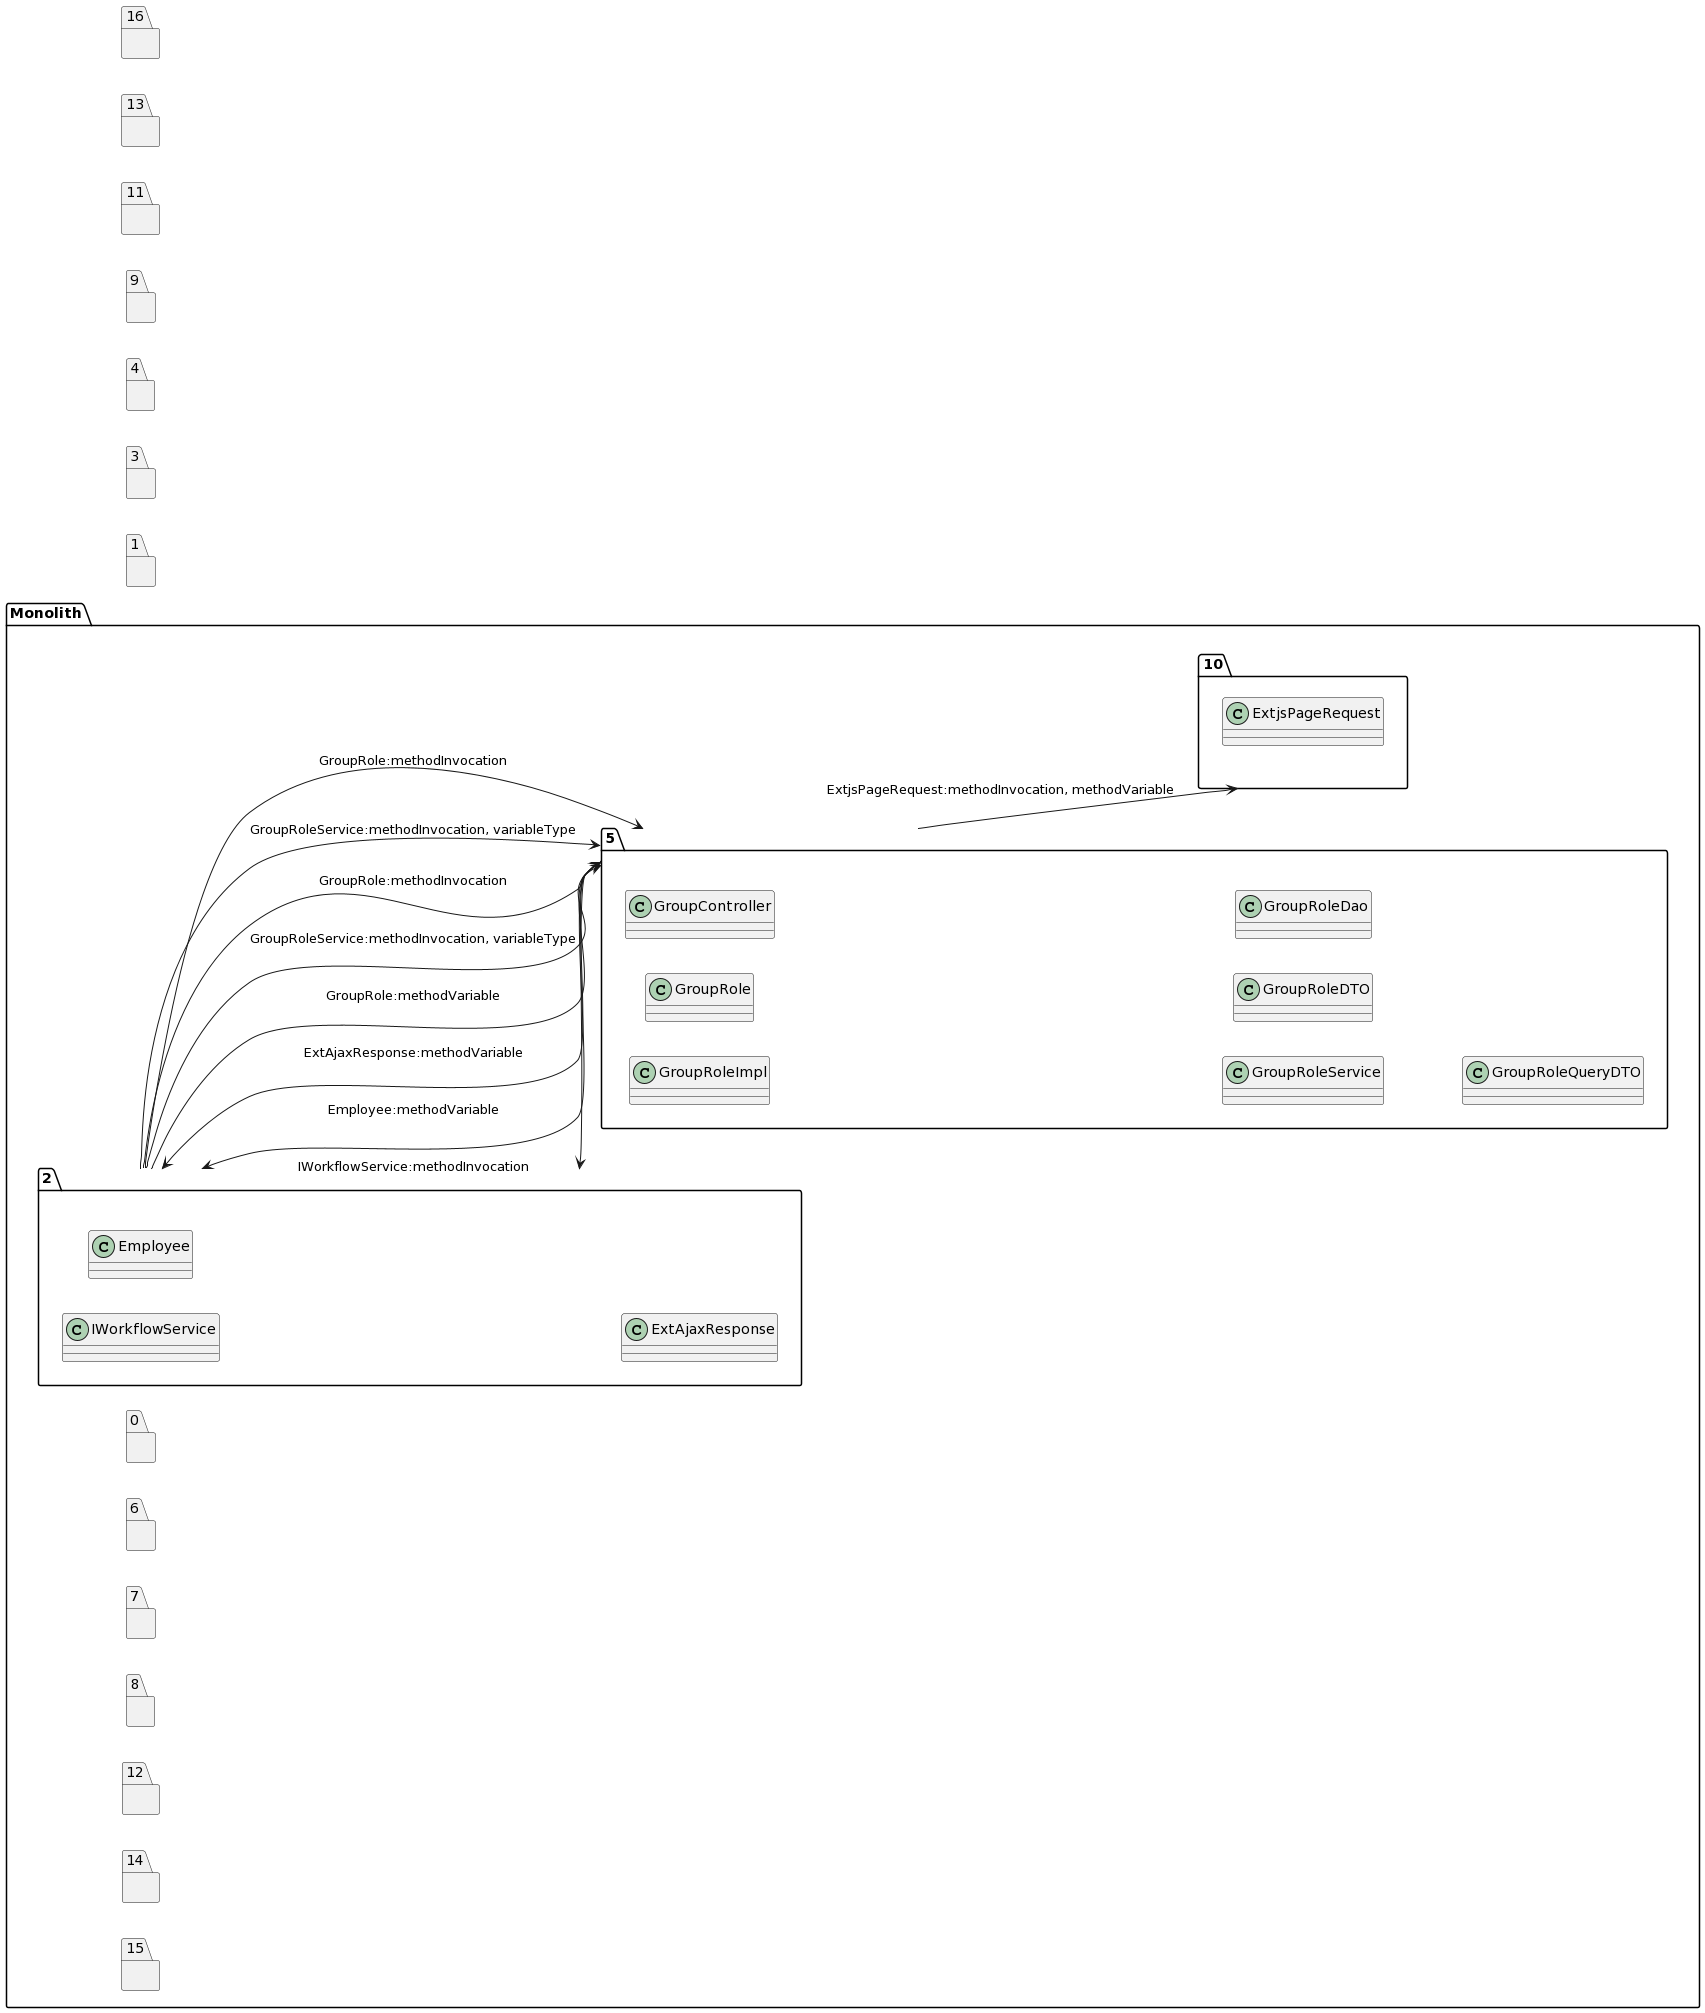 16
13
11
9
4
3
1
Monolith
10
C ExtjsPageRequest
GroupRole:methodInvocation
ExtjsPageRequest:methodInvocation, methodVariable
GroupRoleService:methodInvocation, variableType
5
GroupRole:methodInvocation
C GroupController
C GroupRoleDao
GroupRoleService:methodInvocation, variableType
GroupRole:methodVariable
C GroupRole
C GroupRoleDTO
ExtAjaxResponse:methodVariable
C GroupRoleImpl
C GroupRoleService
C GroupRoleQueryDTO
Employee:methodVariable
IWorkflowService:methodInvocation
2
C Employee
C IWorkflowService
C ExtAjaxResponse
0
6
7
8
12
14
15